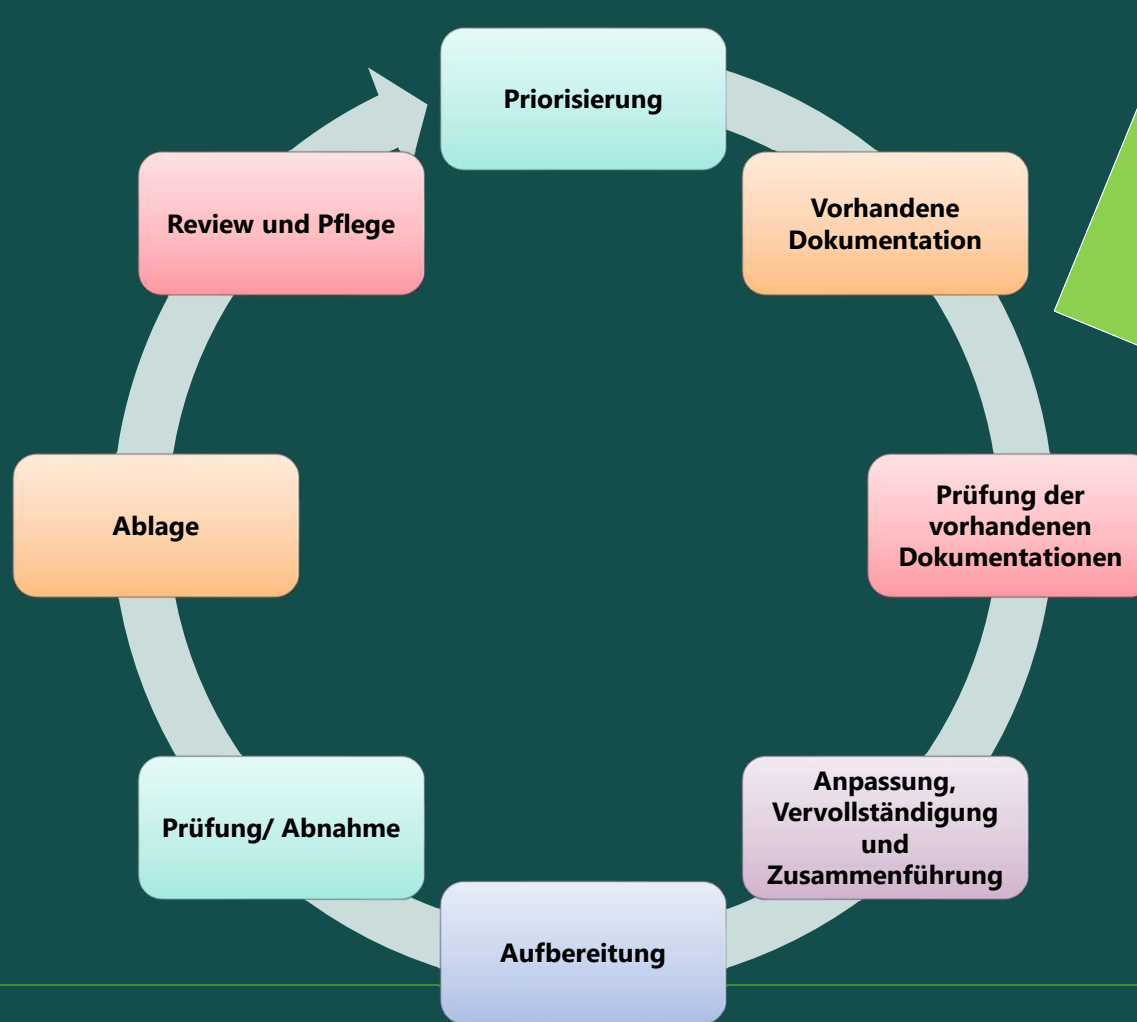 Priorisierung
Vorhandene
Dokumentation
Prüfung der
vorhandenen
Dokumentationen
Anpassung,
Vervollständigung
und
Zusammenführung
Aufbereitung
Prüfung/ Abnahme
Ablage
Review und Pflege